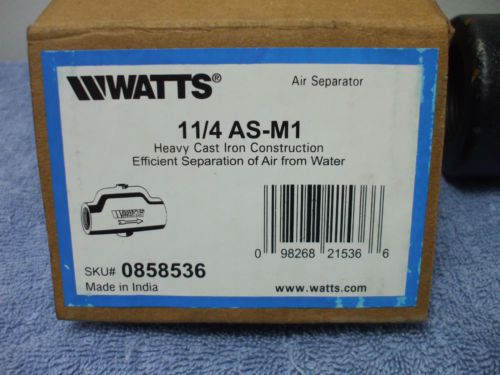 WATTS®
Air Separator
11/4 AS-M1
Heavy Cast Iron Construction
Efficient Separation of Air from Water
WATTS
SKU# 0858536
Made in India
0 98268 21536 6
www.watts.com